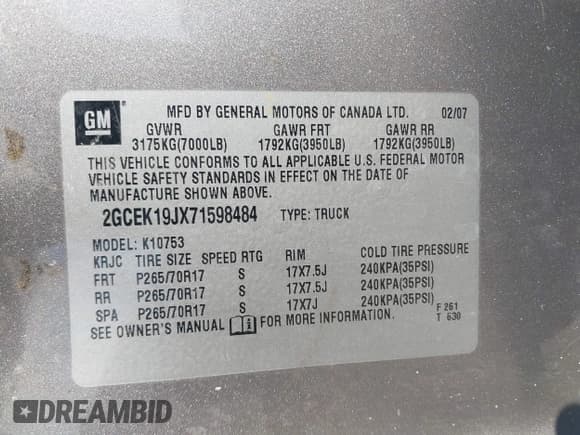 GM
MFD BY GENERAL MOTORS OF CANADA LTD. 02/07
GVWR GAWR FRT GAWR RR
3175KG(7000LB) 1792KG(3950LB) 1792KG(3950LB)
THIS VEHICLE CONFORMS TO ALL APPLICABLE U.S. FEDERAL MOTOR
VEHICLE SAFETY STANDARDS IN EFFECT ON THE DATE OF
MANUFACTURE SHOWN ABOVE.
2GCEK19JX71598484 TYPE: TRUCK
MODEL: K10753
KRJC TIRE SIZE SPEED RTG RIM COLD TIRE PRESSURE
FRT P265/70R17 S 17X7.5J 240KPA(35PSI)
RR P265/70R17 S 17X7.5J 240KPA(35PSI)
SPA P265/70R17 S 17X7J 240KPA(35PSI)
SEE OWNER'S MANUAL FOR MORE INFORMATION. F 261
T 630
DREAMBID